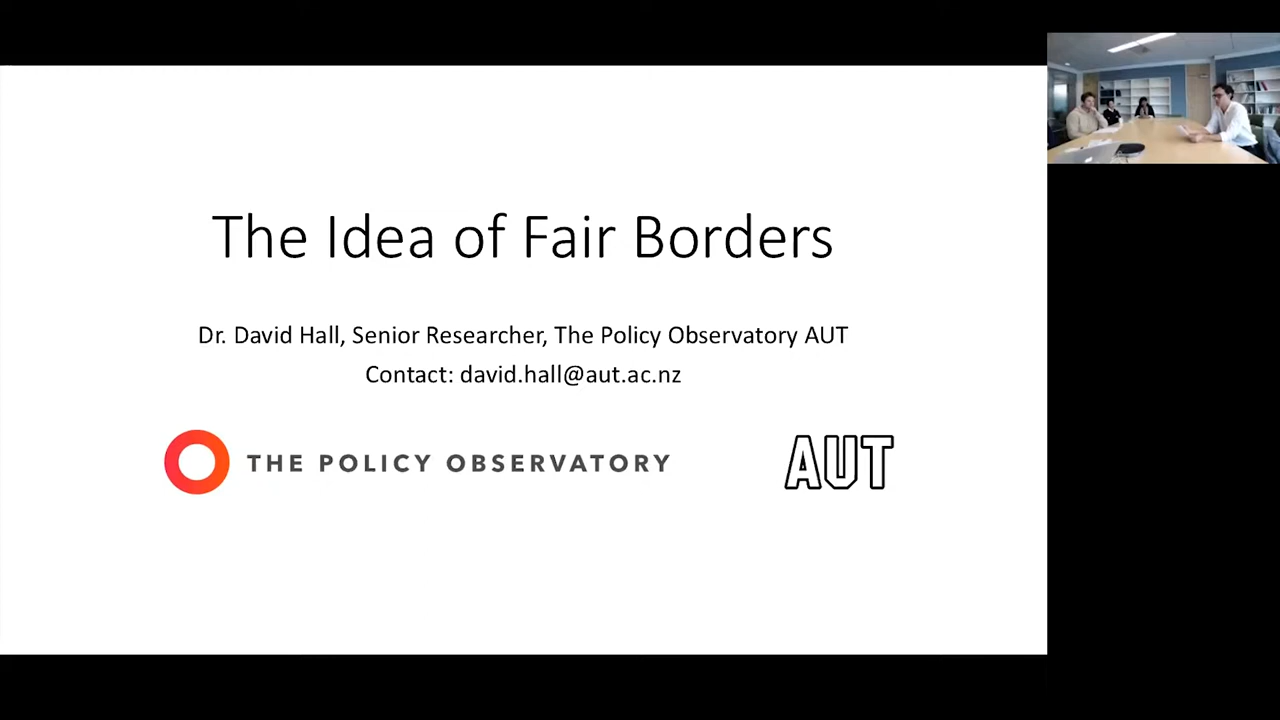 The Idea of Fair Borders
Dr. David Hall, Senior Researcher, The Policy Observatory AUT
Contact: david.hall@aut.ac.nz
THE POLICY OBSERVATORY
AUT